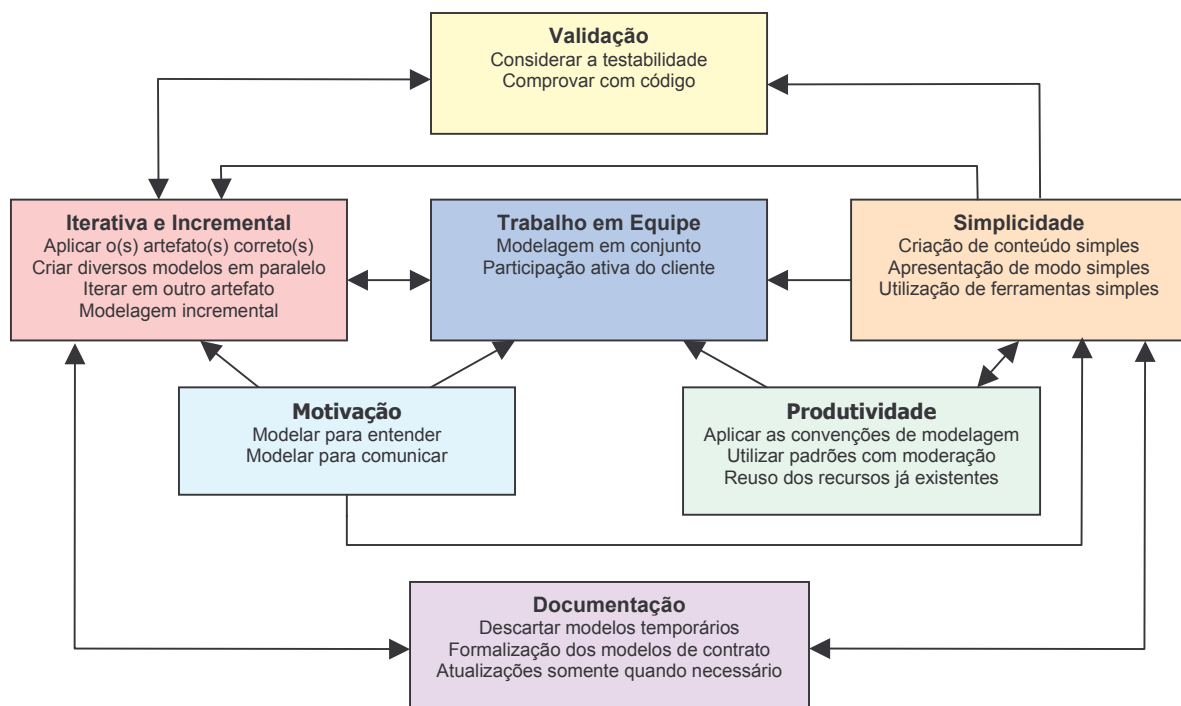 Validação
Considerar a testabilidade
Comprovar com código
Iterativa e Incremental
Aplicar o(s) artefato(s) correto(s)
Criar diversos modelos em paralelo
Iterar em outro artefato
Modelagem incremental
Trabalho em Equipe
Modelagem em conjunto
Participação ativa do cliente
Simplicidade
Criação de conteúdo simples
Apresentação de modo simples
Utilização de ferramentas simples
Motivação
Modelar para entender
Modelar para comunicar
Produtividade
Aplicar as convenções de modelagem
Utilizar padrões com moderação
Reuso dos recursos já existentes
Documentação
Descartar modelos temporários
Formalização dos modelos de contrato
Atualizações somente quando necessário